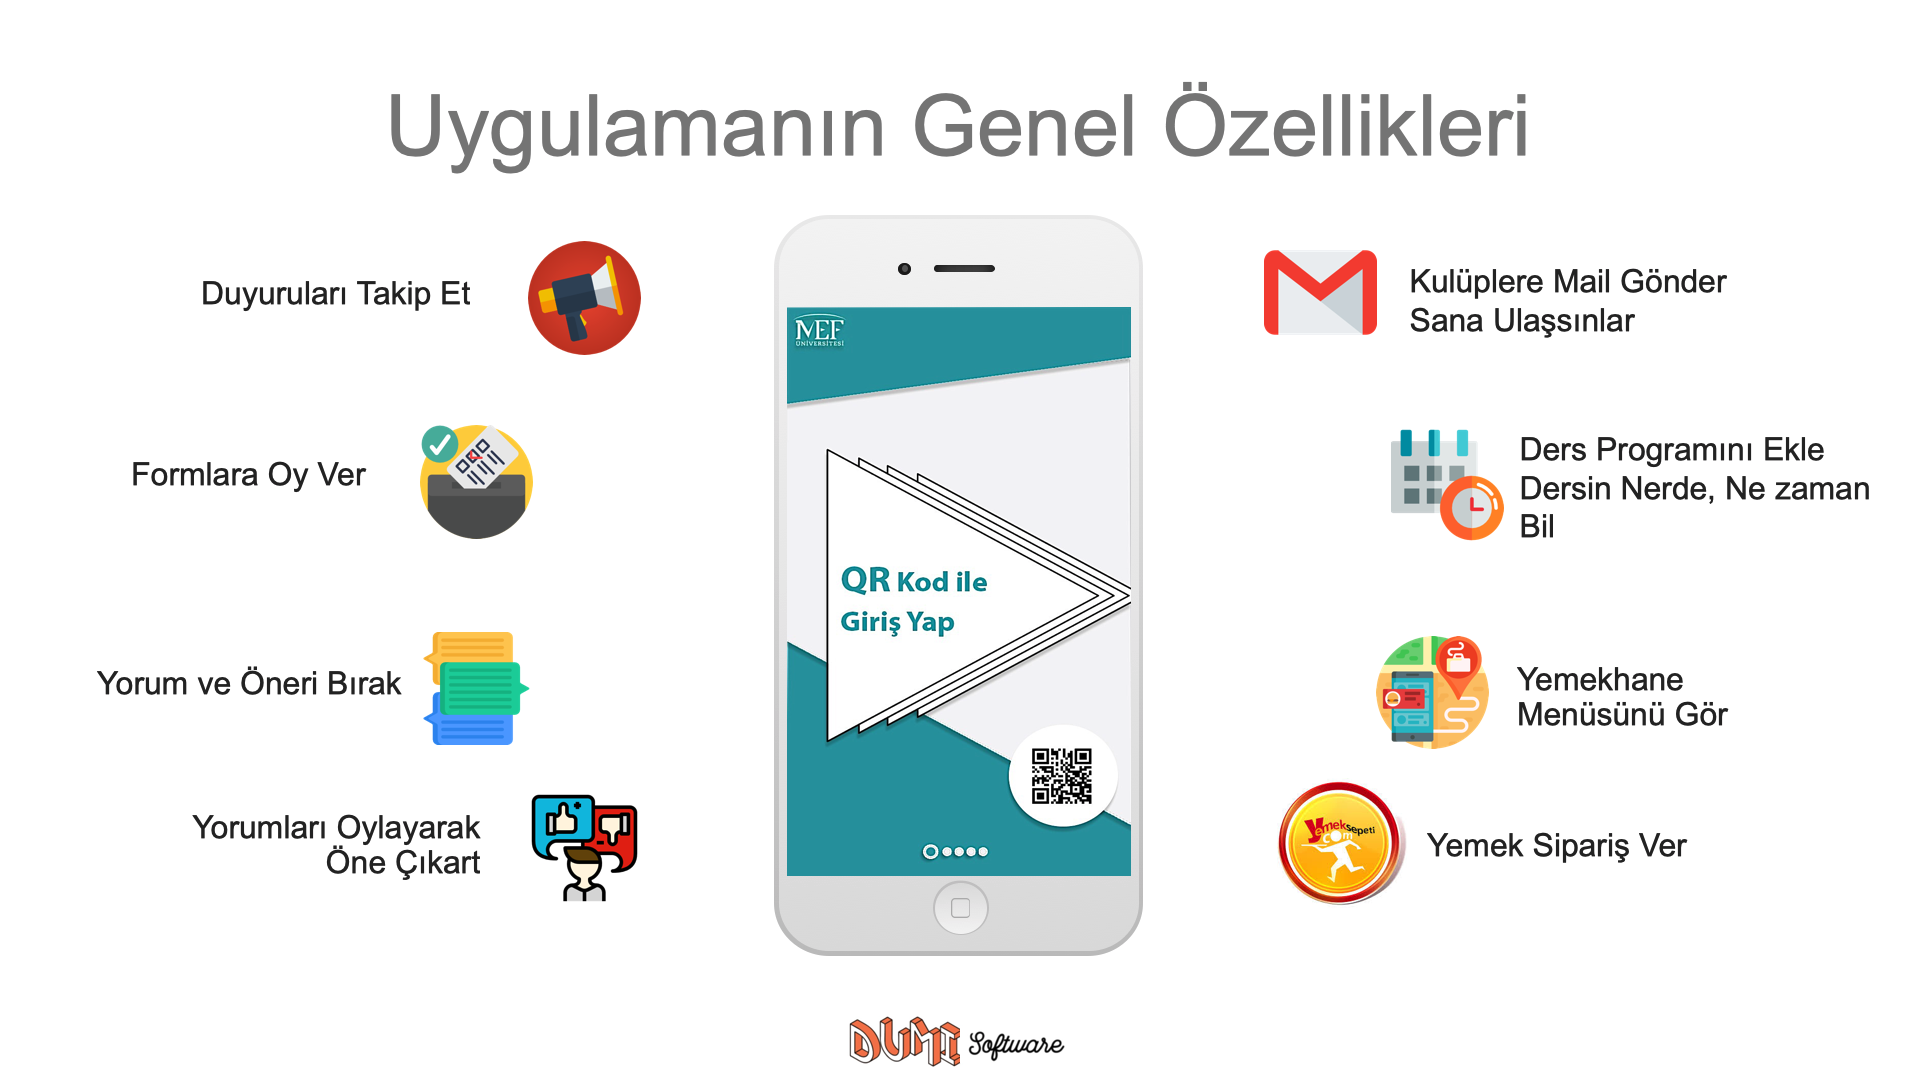 Uygulamanın Genel Özellikleri
Duyuruları Takip Et
Formlara Oy Ver
Yorum ve Öneri Bırak
Yorumları Oylayarak
Öne Çıkart
MEF
ÜNİVERSİTESİ
QR Kod ile
Giriş Yap
Kulüplere Mail Gönder
Sana Ulaşsınlar
Ders Programını Ekle
Dersin Nerde, Ne zaman
Bil
Yemekhane
Menüsünü Gör
Yemeksepeti
com
Yemek Sipariş Ver
DUMI Software